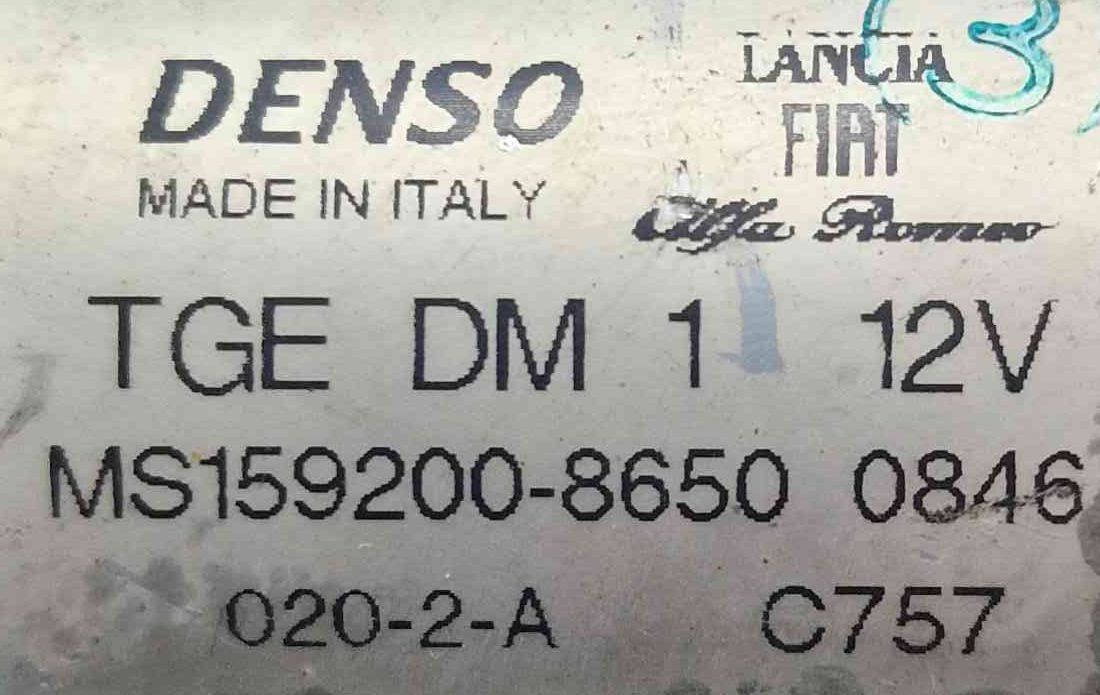 DENSO
MADE IN ITALY
LANCIA
FIAT
Alfa Romeo
TGE DM 1 12V
MS159200-8650 0846
020-2-A C757